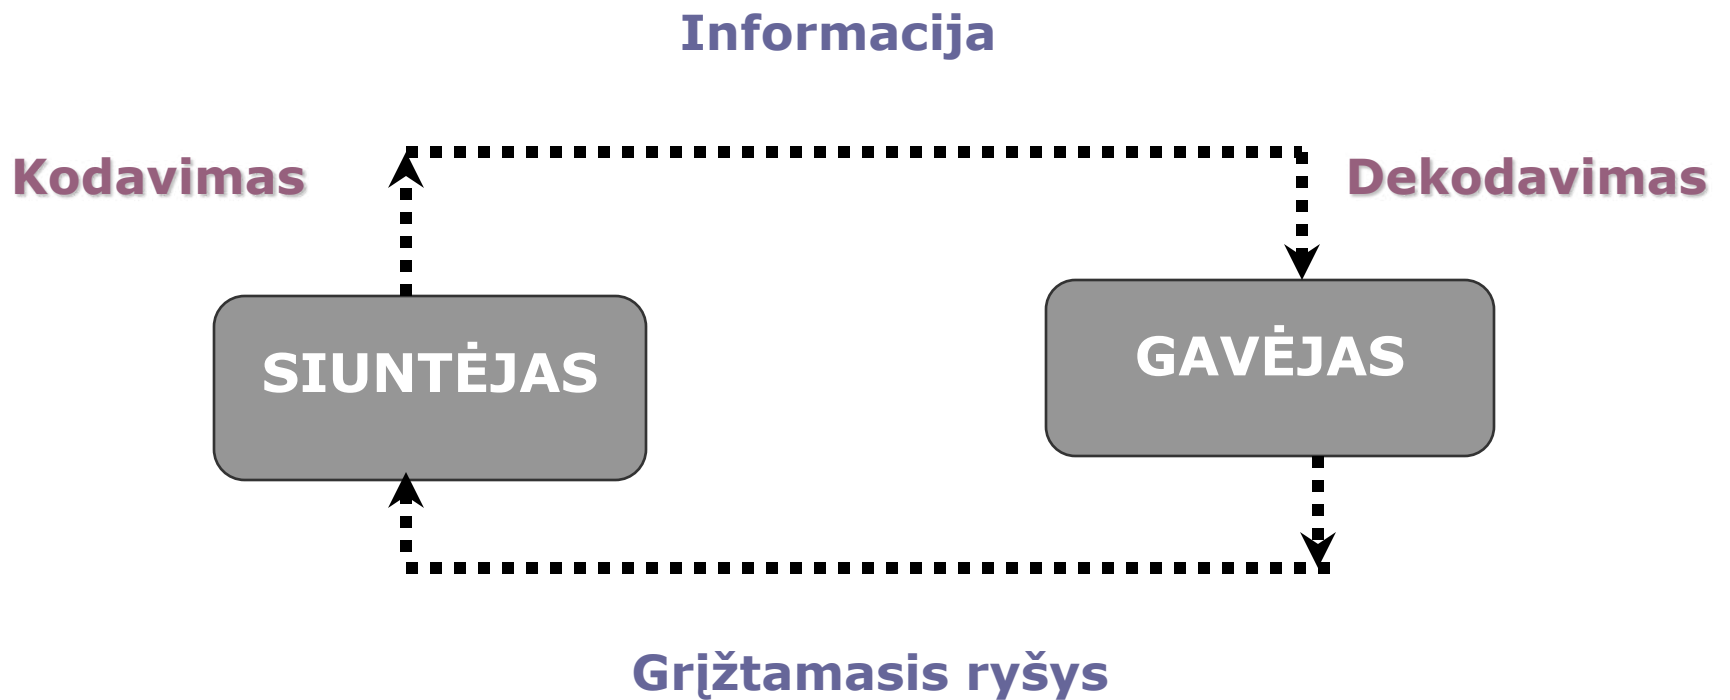 Informacija
Kodavimas
Dekodavimas
SIUNTĖJAS
GAVĖJAS
Grįžtamasis ryšys